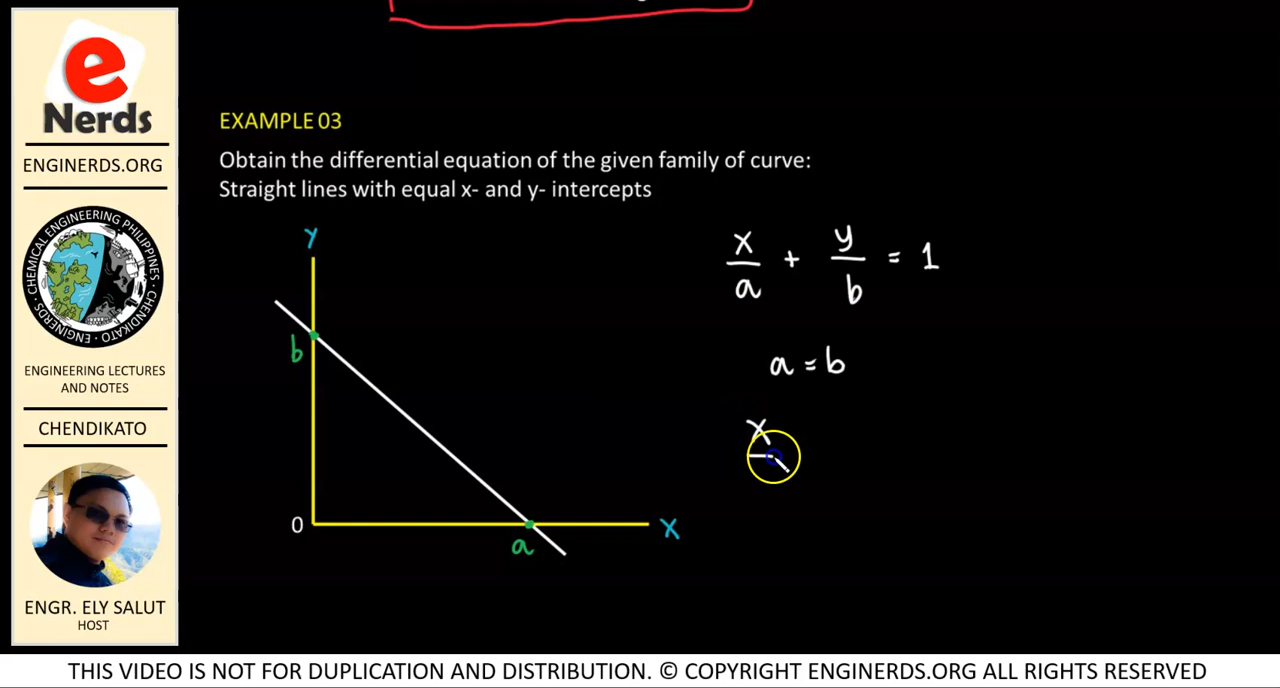 e
Nerds
ENGINERDS.ORG
CHEMICAL ENGINEERING PHILIPPINES · CHENDIKATO · ENGINERDS ·
ENGINEERING LECTURES
AND NOTES
CHENDIKATO
ENGR. ELY SALUT
HOST
EXAMPLE 03
Obtain the differential equation of the given family of curve:
Straight lines with equal x- and y- intercepts
Y
b
0
a
X
x/a + y/b = 1
a = b
x
THIS VIDEO IS NOT FOR DUPLICATION AND DISTRIBUTION. © COPYRIGHT ENGINERDS.ORG ALL RIGHTS RESERVED